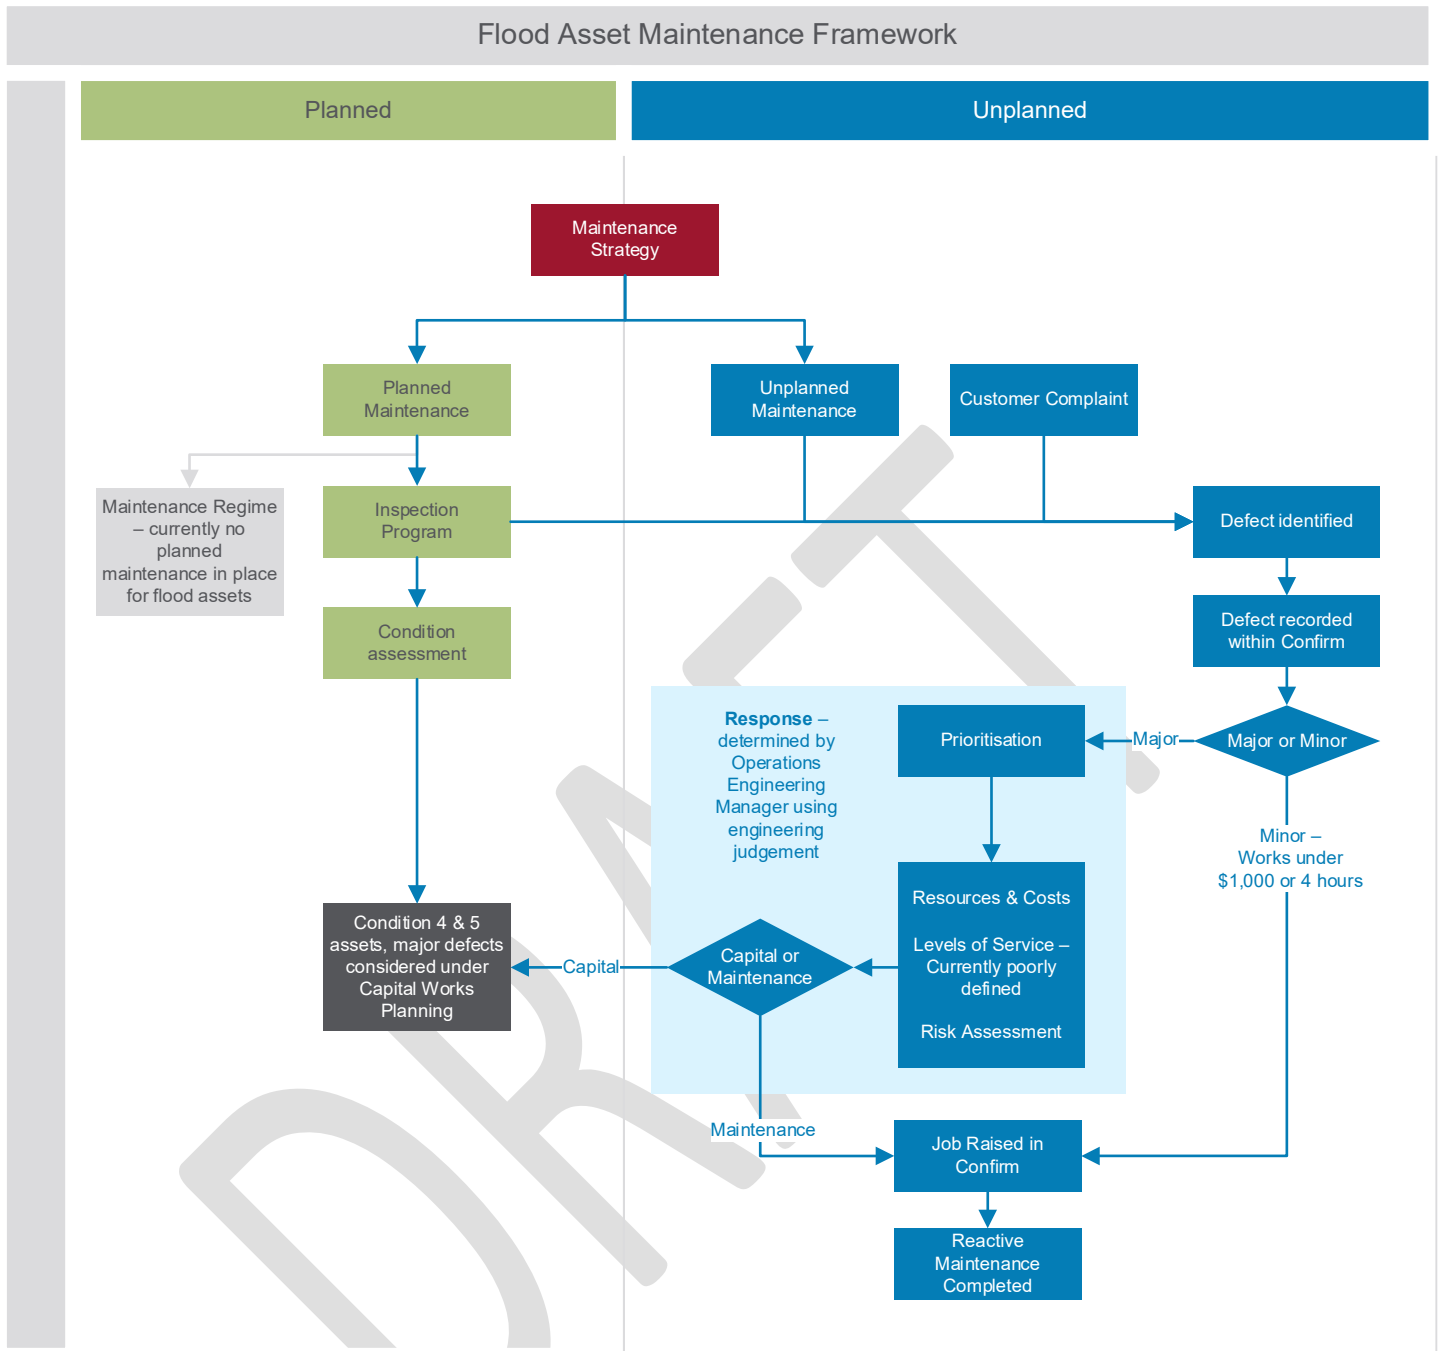 Flood Asset Maintenance Framework
Planned
Unplanned
Maintenance
Strategy
Planned
Maintenance
Unplanned
Maintenance
Customer Complaint
Maintenance Regime
– currently no
planned
maintenance in place
for flood assets
Inspection
Program
Defect identified
Condition
assessment
Defect recorded
within Confirm
Response –
determined by
Operations
Engineering
Manager using
engineering
judgement
Prioritisation
Major
Major or Minor
Minor –
Works under
$1,000 or 4 hours
Resources & Costs
Levels of Service –
Currently poorly
defined
Risk Assessment
Condition 4 & 5
assets, major defects
considered under
Capital Works
Planning
Capital
Capital or
Maintenance
Maintenance
Job Raised in
Confirm
Reactive
Maintenance
Completed
DRAFT